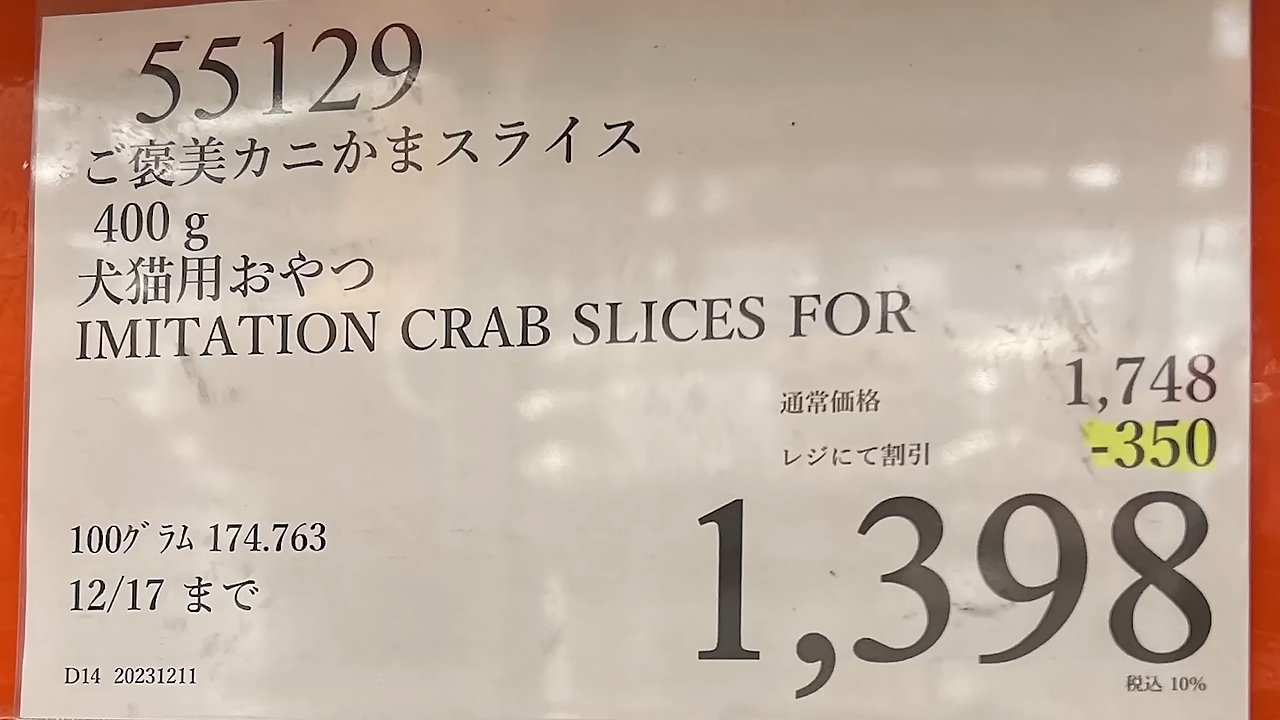 55129
ご褒美カニかまスライス
400 g
犬猫用おやつ
IMITATION CRAB SLICES FOR
通常価格 1,748
レジにて割引 -350
1,398
100ｸﾞﾗﾑ 174.763
12/17 まで
税込 10%
D14 20231211